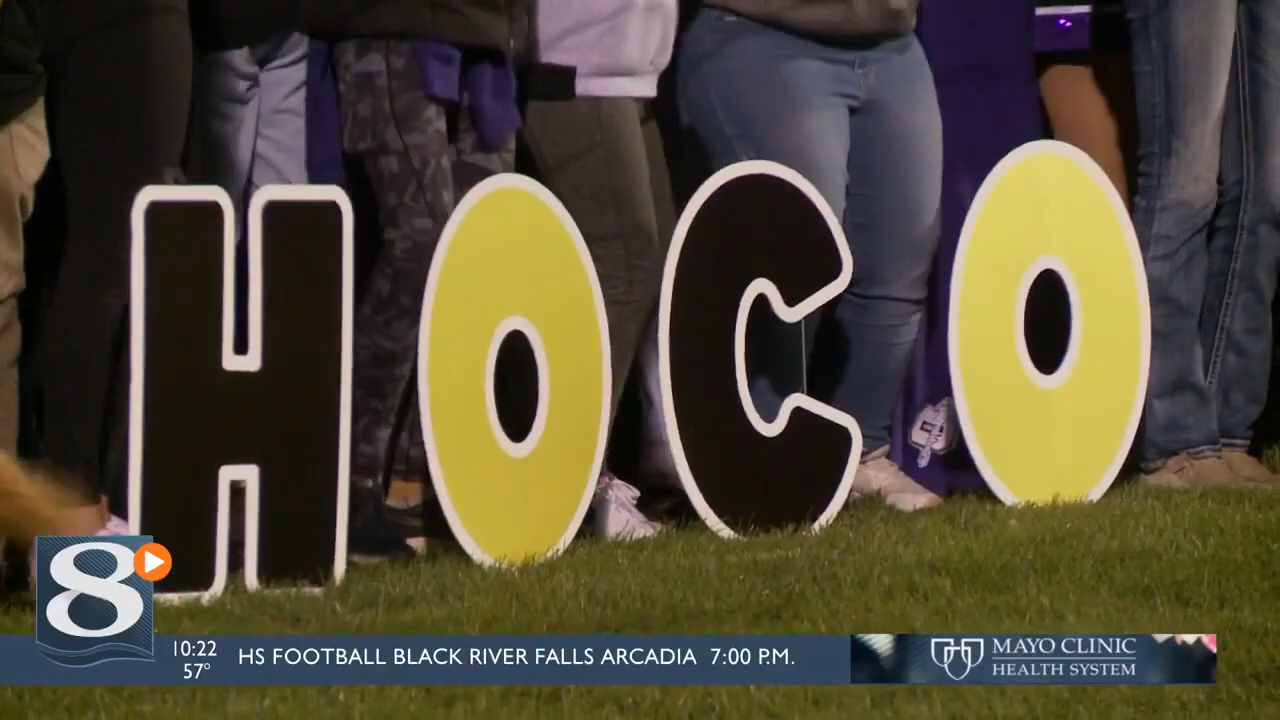 HOCO
8
10:22
57°
HS FOOTBALL BLACK RIVER FALLS ARCADIA 7:00 P.M.
MAYO CLINIC
HEALTH SYSTEM